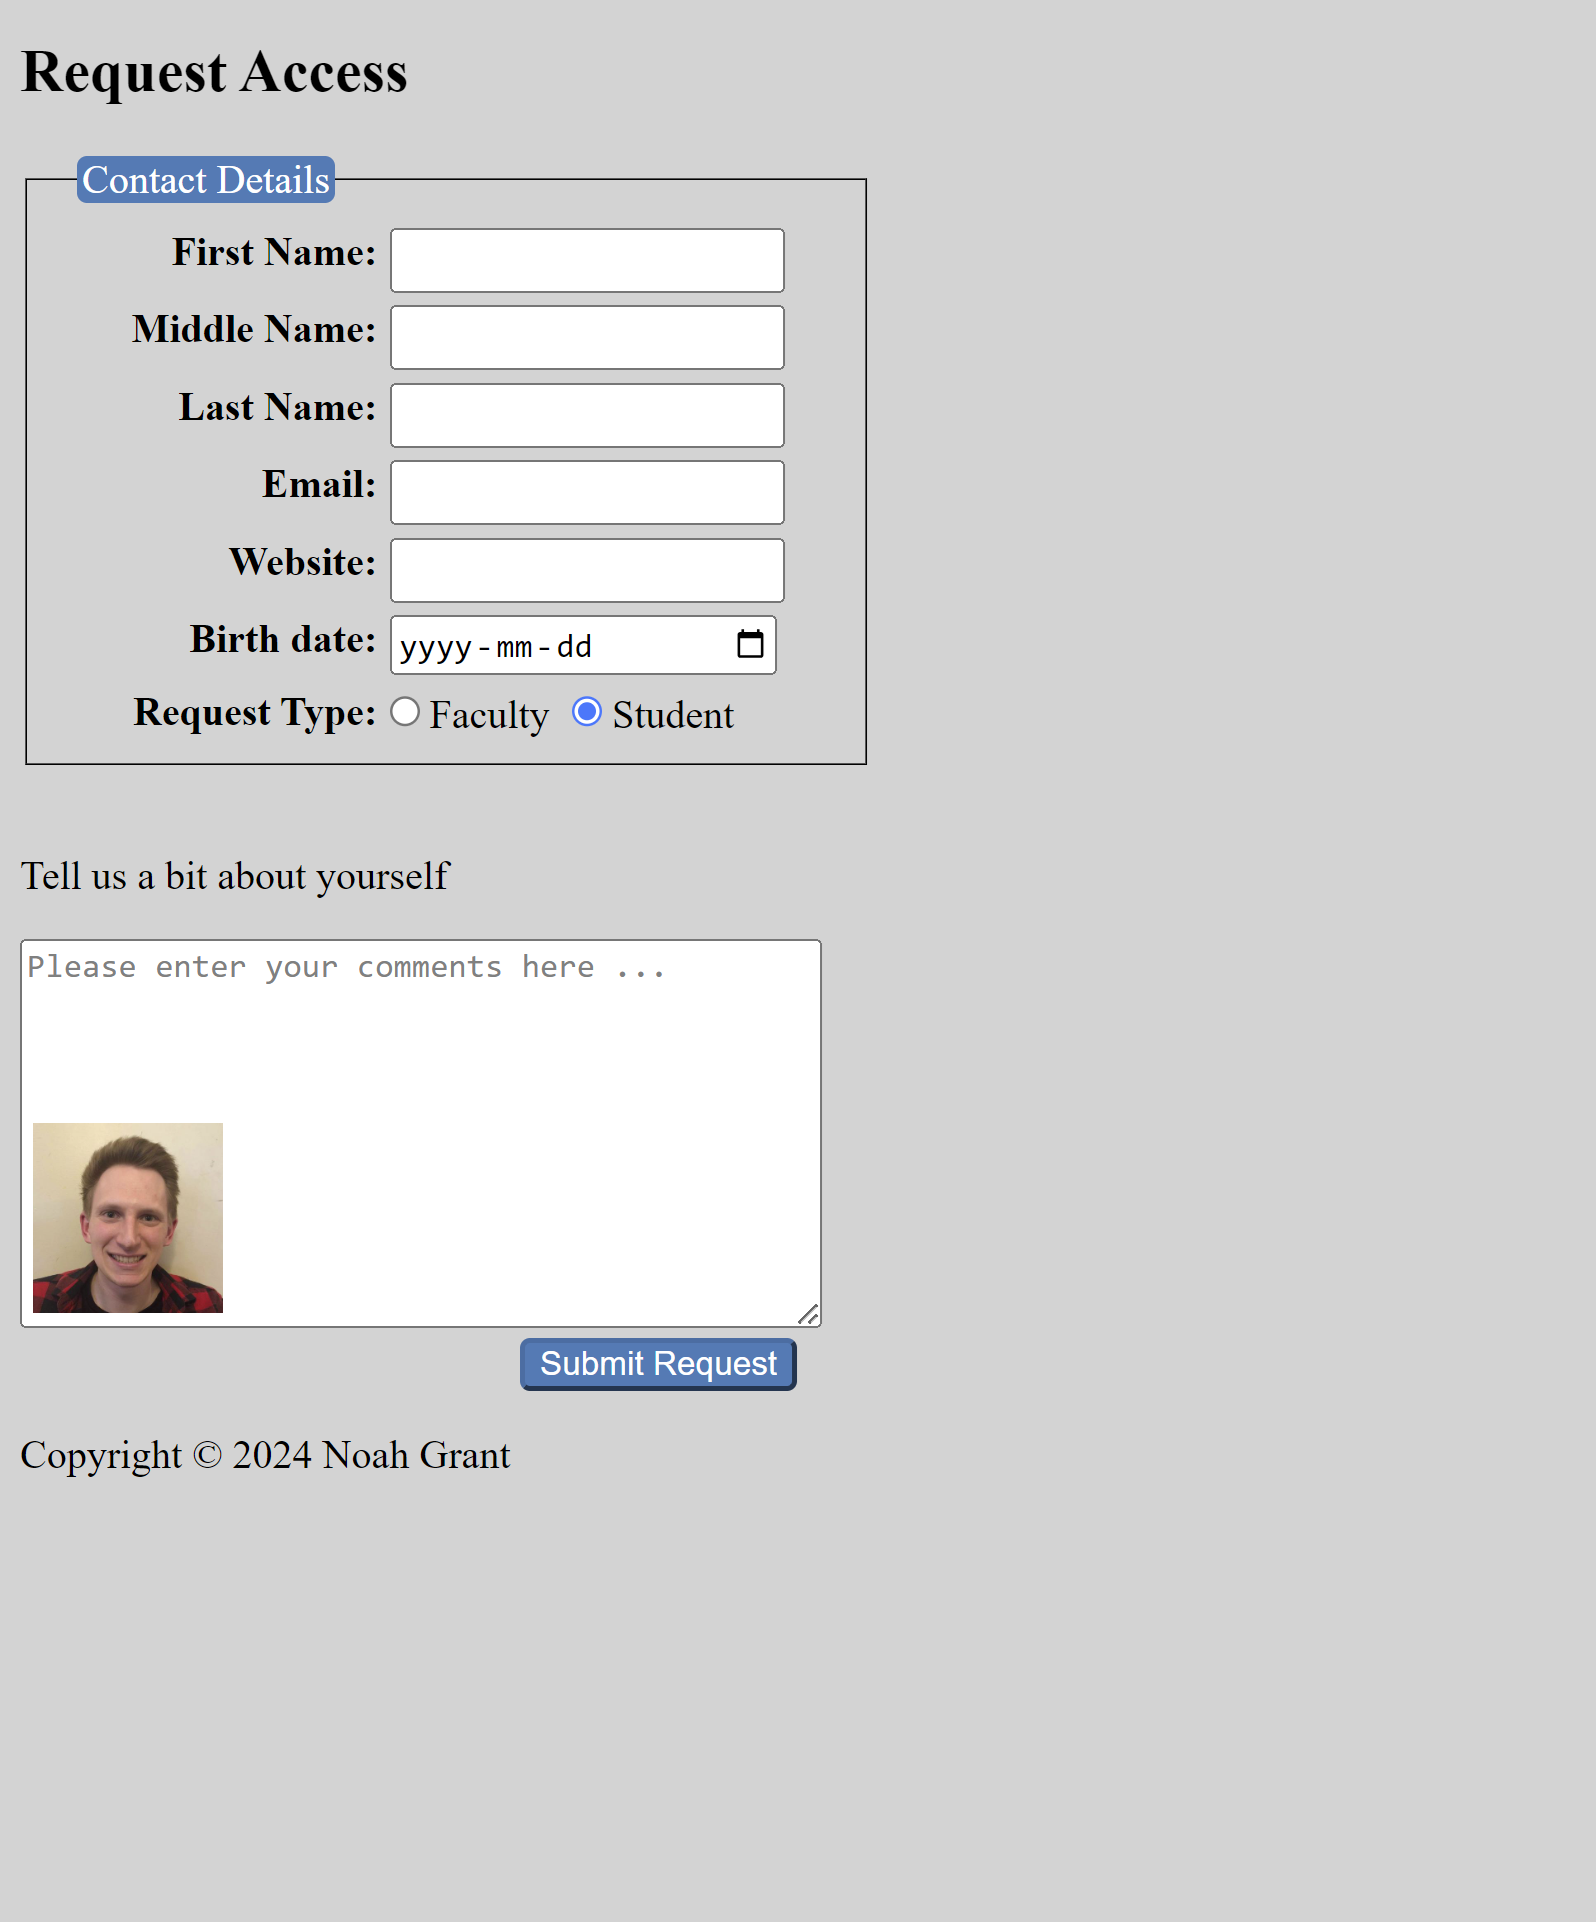 Request Access
Contact Details
First Name:
Middle Name:
Last Name:
Email:
Website:
Birth date: yyyy-mm-dd
Request Type: Faculty Student
Tell us a bit about yourself
Please enter your comments here ...
Submit Request
Copyright © 2024 Noah Grant